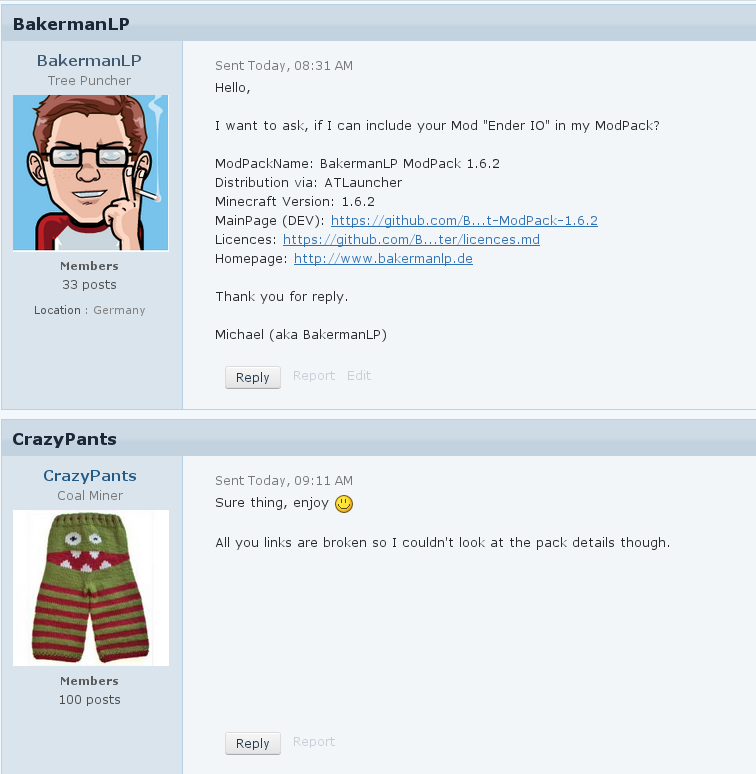 BakermanLP
BakermanLP
Tree Puncher
Members
33 posts
Location : Germany
Sent Today, 08:31 AM
Hello,
I want to ask, if I can include your Mod "Ender IO" in my ModPack?
ModPackName: BakermanLP ModPack 1.6.2
Distribution via: ATLauncher
Minecraft Version: 1.6.2
MainPage (DEV): https://github.com/B...t-ModPack-1.6.2
Licences: https://github.com/B...ter/licences.md
Homepage: http://www.bakermanlp.de
Thank you for reply.
Michael (aka BakermanLP)
Reply Report Edit
CrazyPants
CrazyPants
Coal Miner
Members
100 posts
Sent Today, 09:11 AM
Sure thing, enjoy
All you links are broken so I couldn't look at the pack details though.
Reply Report